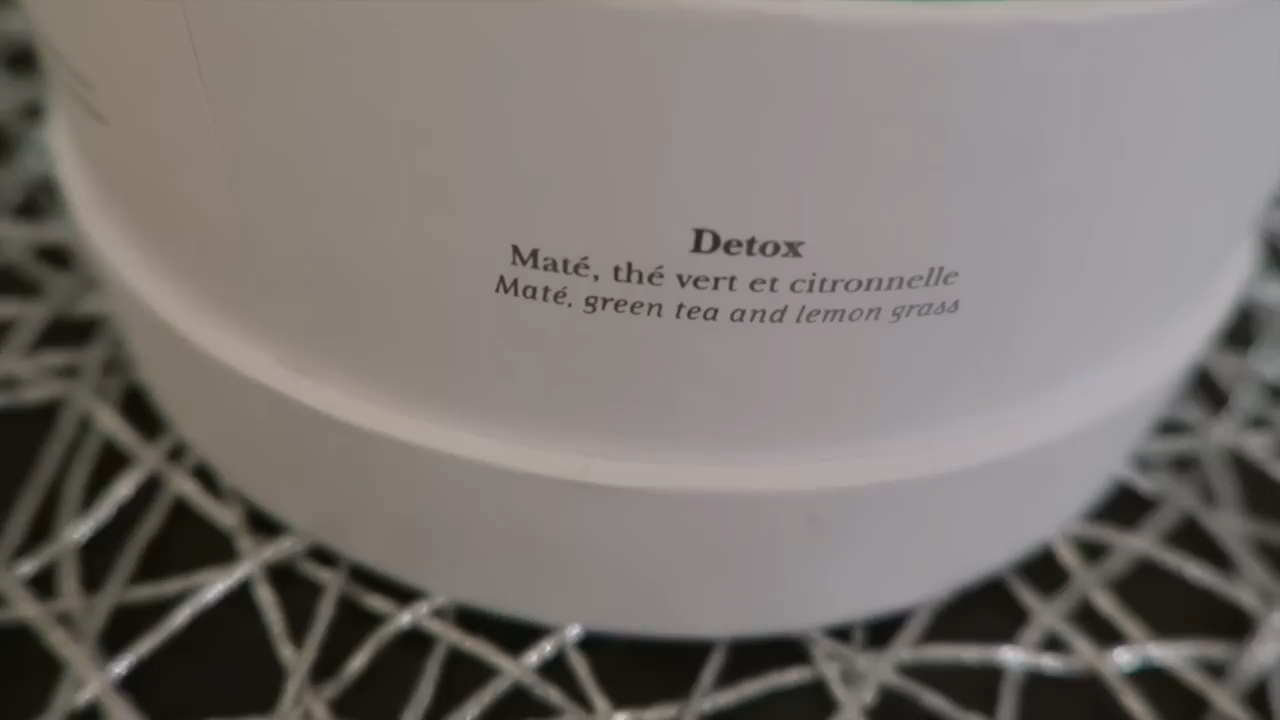 Detox
Maté, thé vert et citronnelle
Maté, green tea and lemon grass